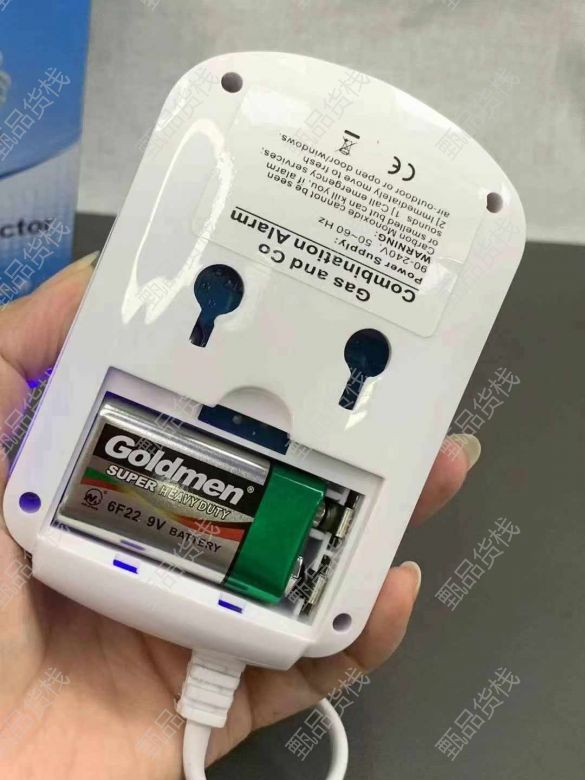 ctor
Gas and Co
Combination Alarm
Power Supply:
90-240V, 50~60 Hz
WARNING:
Carbon Monoxide cannot be seen
or smelled but can kill you, if alarm
sounds, 1) Call emergency services;
2)Immediately move to fresh
air-outdoor or open door/windows.
CE
Goldmen®
SUPER HEAVY DUTY
6F22 9V BATTERY
甄品货栈